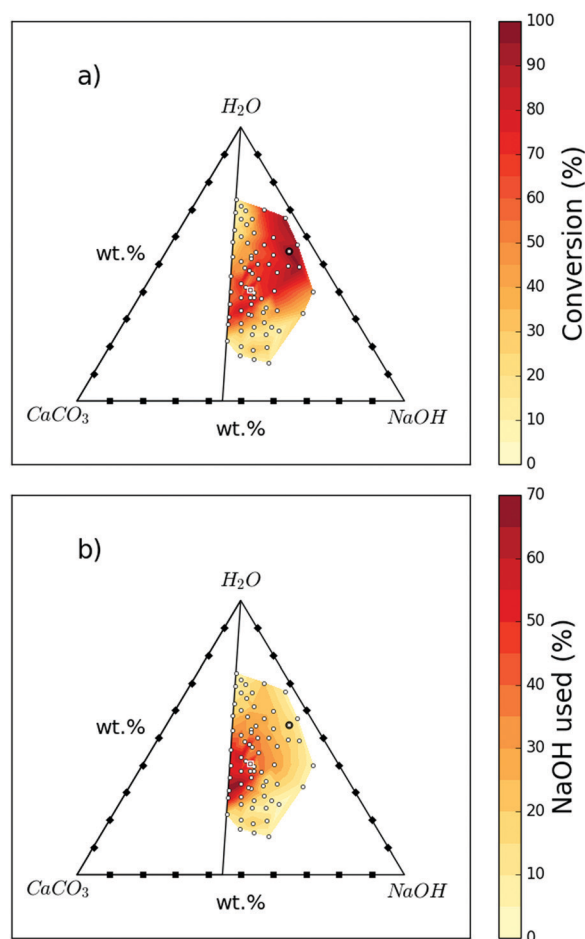 a)
H₂O
wt.%
CaCO₃
NaOH
wt.%
100
90
80
70
60
50
40
30
20
10
0
Conversion (%)
b)
H₂O
wt.%
CaCO₃
NaOH
wt.%
70
60
50
40
30
20
10
0
NaOH used (%)